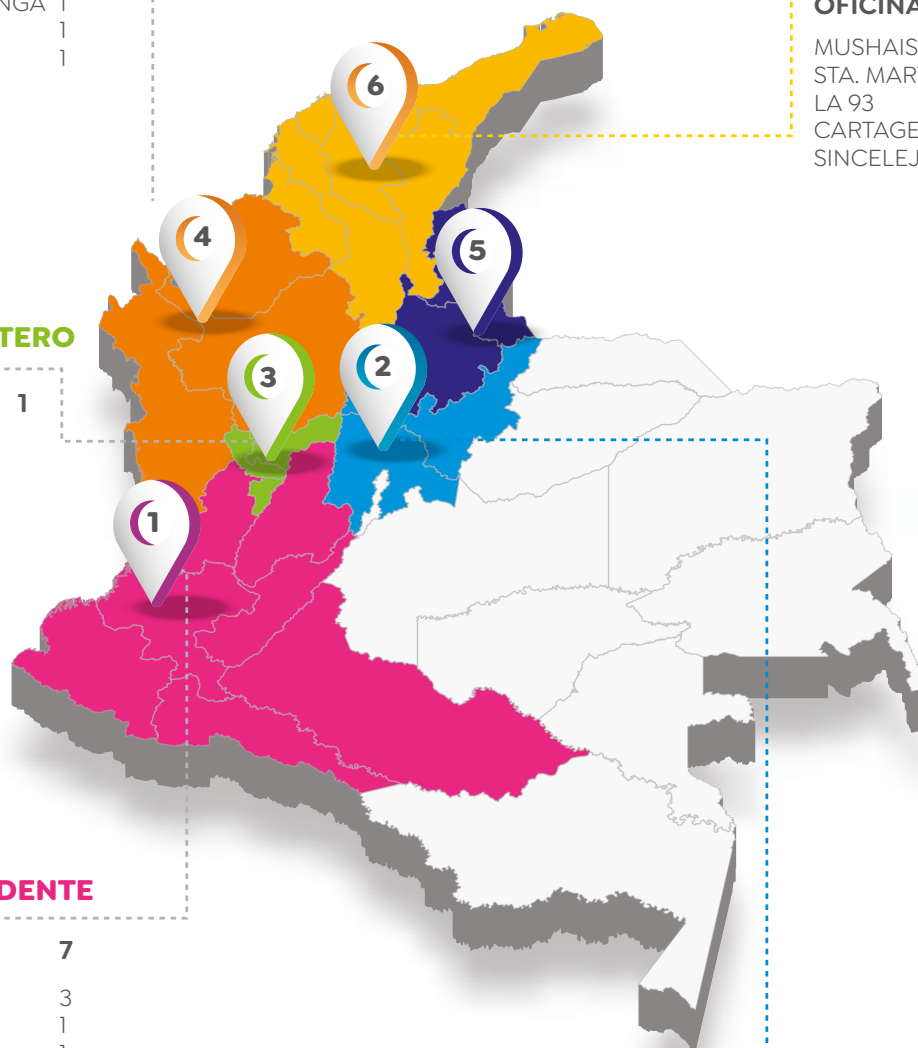 NGA 1
1
1
OFICINA
MUSHAIS
STA. MAR
LA 93
CARTAGE
SINCELEJ
6
4
5
TERO
1
3
2
1
DENTE
7
3
1